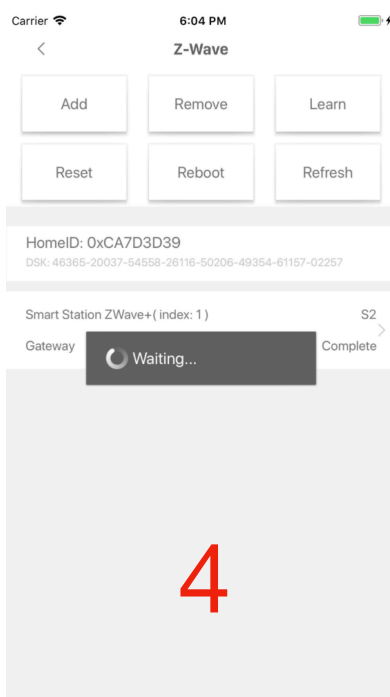 Carrier 6:04 PM
Z-Wave
Add Remove Learn
Reset Reboot Refresh
HomeID: 0xCA7D3D39
DSK: 46365-20037-54558-26116-50206-49354-61157-02257
Smart Station ZWave+( index: 1 ) S2
Gateway Waiting... Complete
4